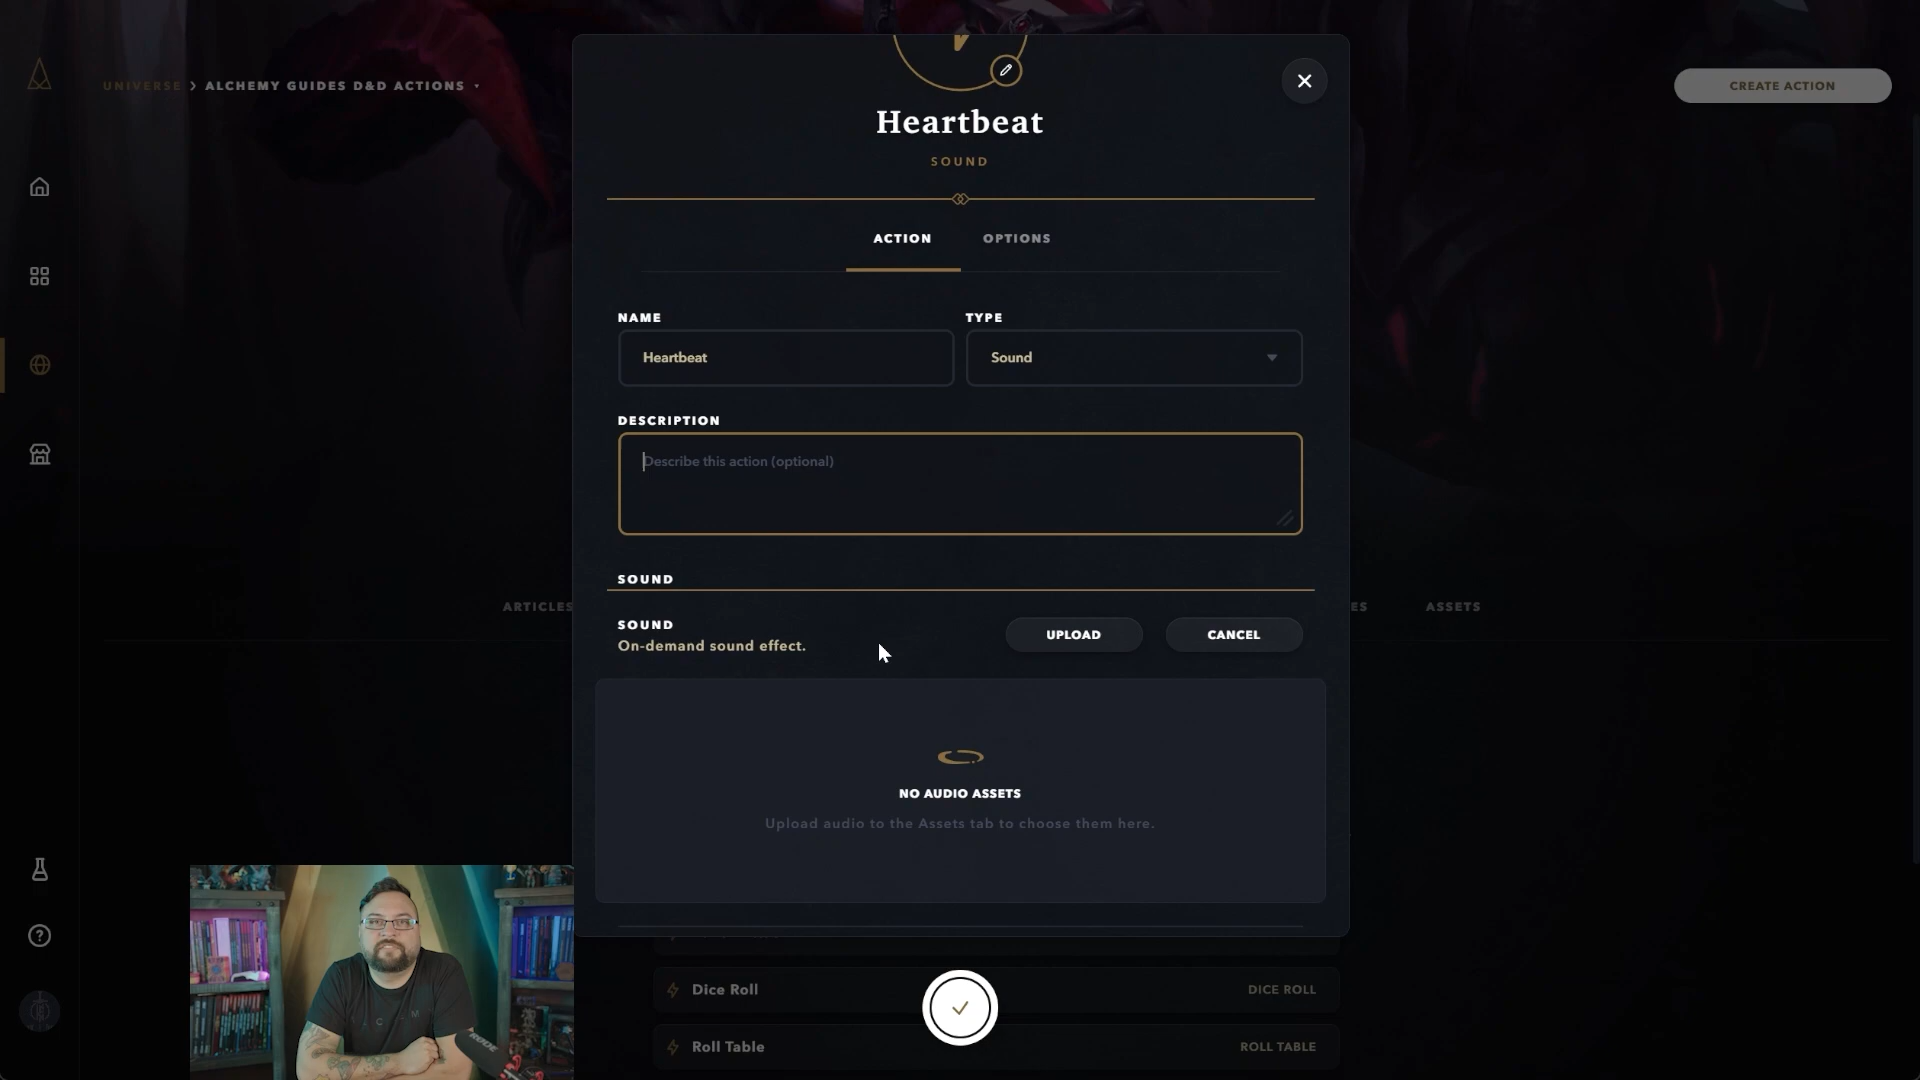 UNIVERSE > ALCHEMY GUIDES D&D ACTIONS
CREATE ACTION
Heartbeat
SOUND
ACTION
OPTIONS
NAME
TYPE
Heartbeat
Sound
DESCRIPTION
Describe this action (optional)
SOUND
ARTICLES
ES
ASSETS
SOUND
On-demand sound effect.
UPLOAD
CANCEL
NO AUDIO ASSETS
Upload audio to the Assets tab to choose them here.
Dice Roll
DICE ROLL
Roll Table
ROLL TABLE
RODE